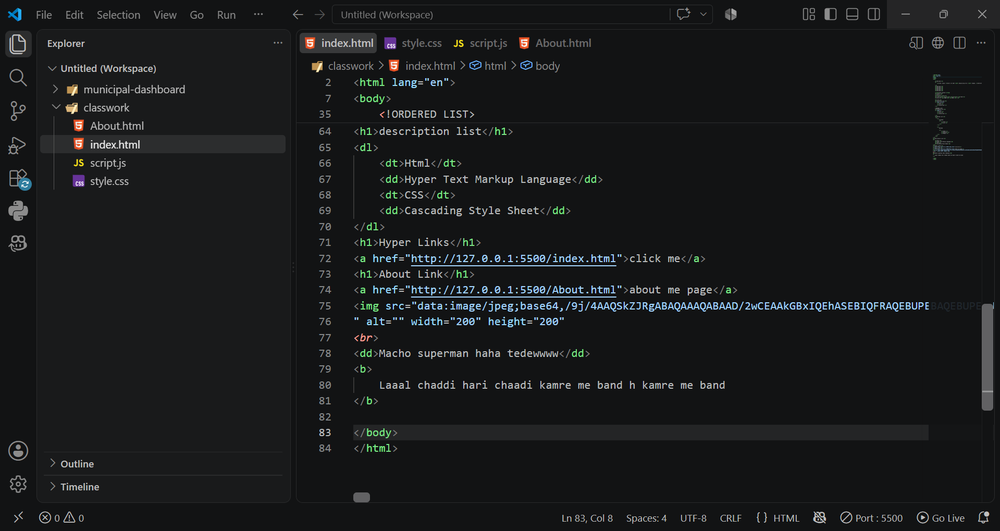 File Edit Selection View Go Run ···
Untitled (Workspace)
Explorer
Untitled (Workspace)
municipal-dashboard
classwork
About.html
index.html
JS script.js
css style.css
Outline
Timeline
index.html css style.css JS script.js About.html
classwork > index.html > html > body
2 <html lang="en">
7 <body>
35 <!ORDERED LIST>
64 <h1>description list</h1>
65 <dl>
66 <dt>Html</dt>
67 <dd>Hyper Text Markup Language</dd>
68 <dt>CSS</dt>
69 <dd>Cascading Style Sheet</dd>
70 </dl>
71 <h1>Hyper Links</h1>
72 <a href="http://127.0.0.1:5500/index.html">click me</a>
73 <h1>About Link</h1>
74 <a href="http://127.0.0.1:5500/About.html">about me page</a>
75 <img src="data:image/jpeg;base64,/9j/4AAQSkZJRgABAQAAAQABAAD/2wCEAAkGBxIQEhASEBIQFRAQEBUPEBAQEBUPE
76 " alt="" width="200" height="200"
77 <br>
78 <dd>Macho superman haha tedewwww</dd>
79 <b>
80 Laaal chaddi hari chaadi kamre me band h kamre me band
81 </b>
82
83 </body>
84 </html>
0 0 Ln 83, Col 8 Spaces: 4 UTF-8 CRLF { } HTML Port : 5500 Go Live